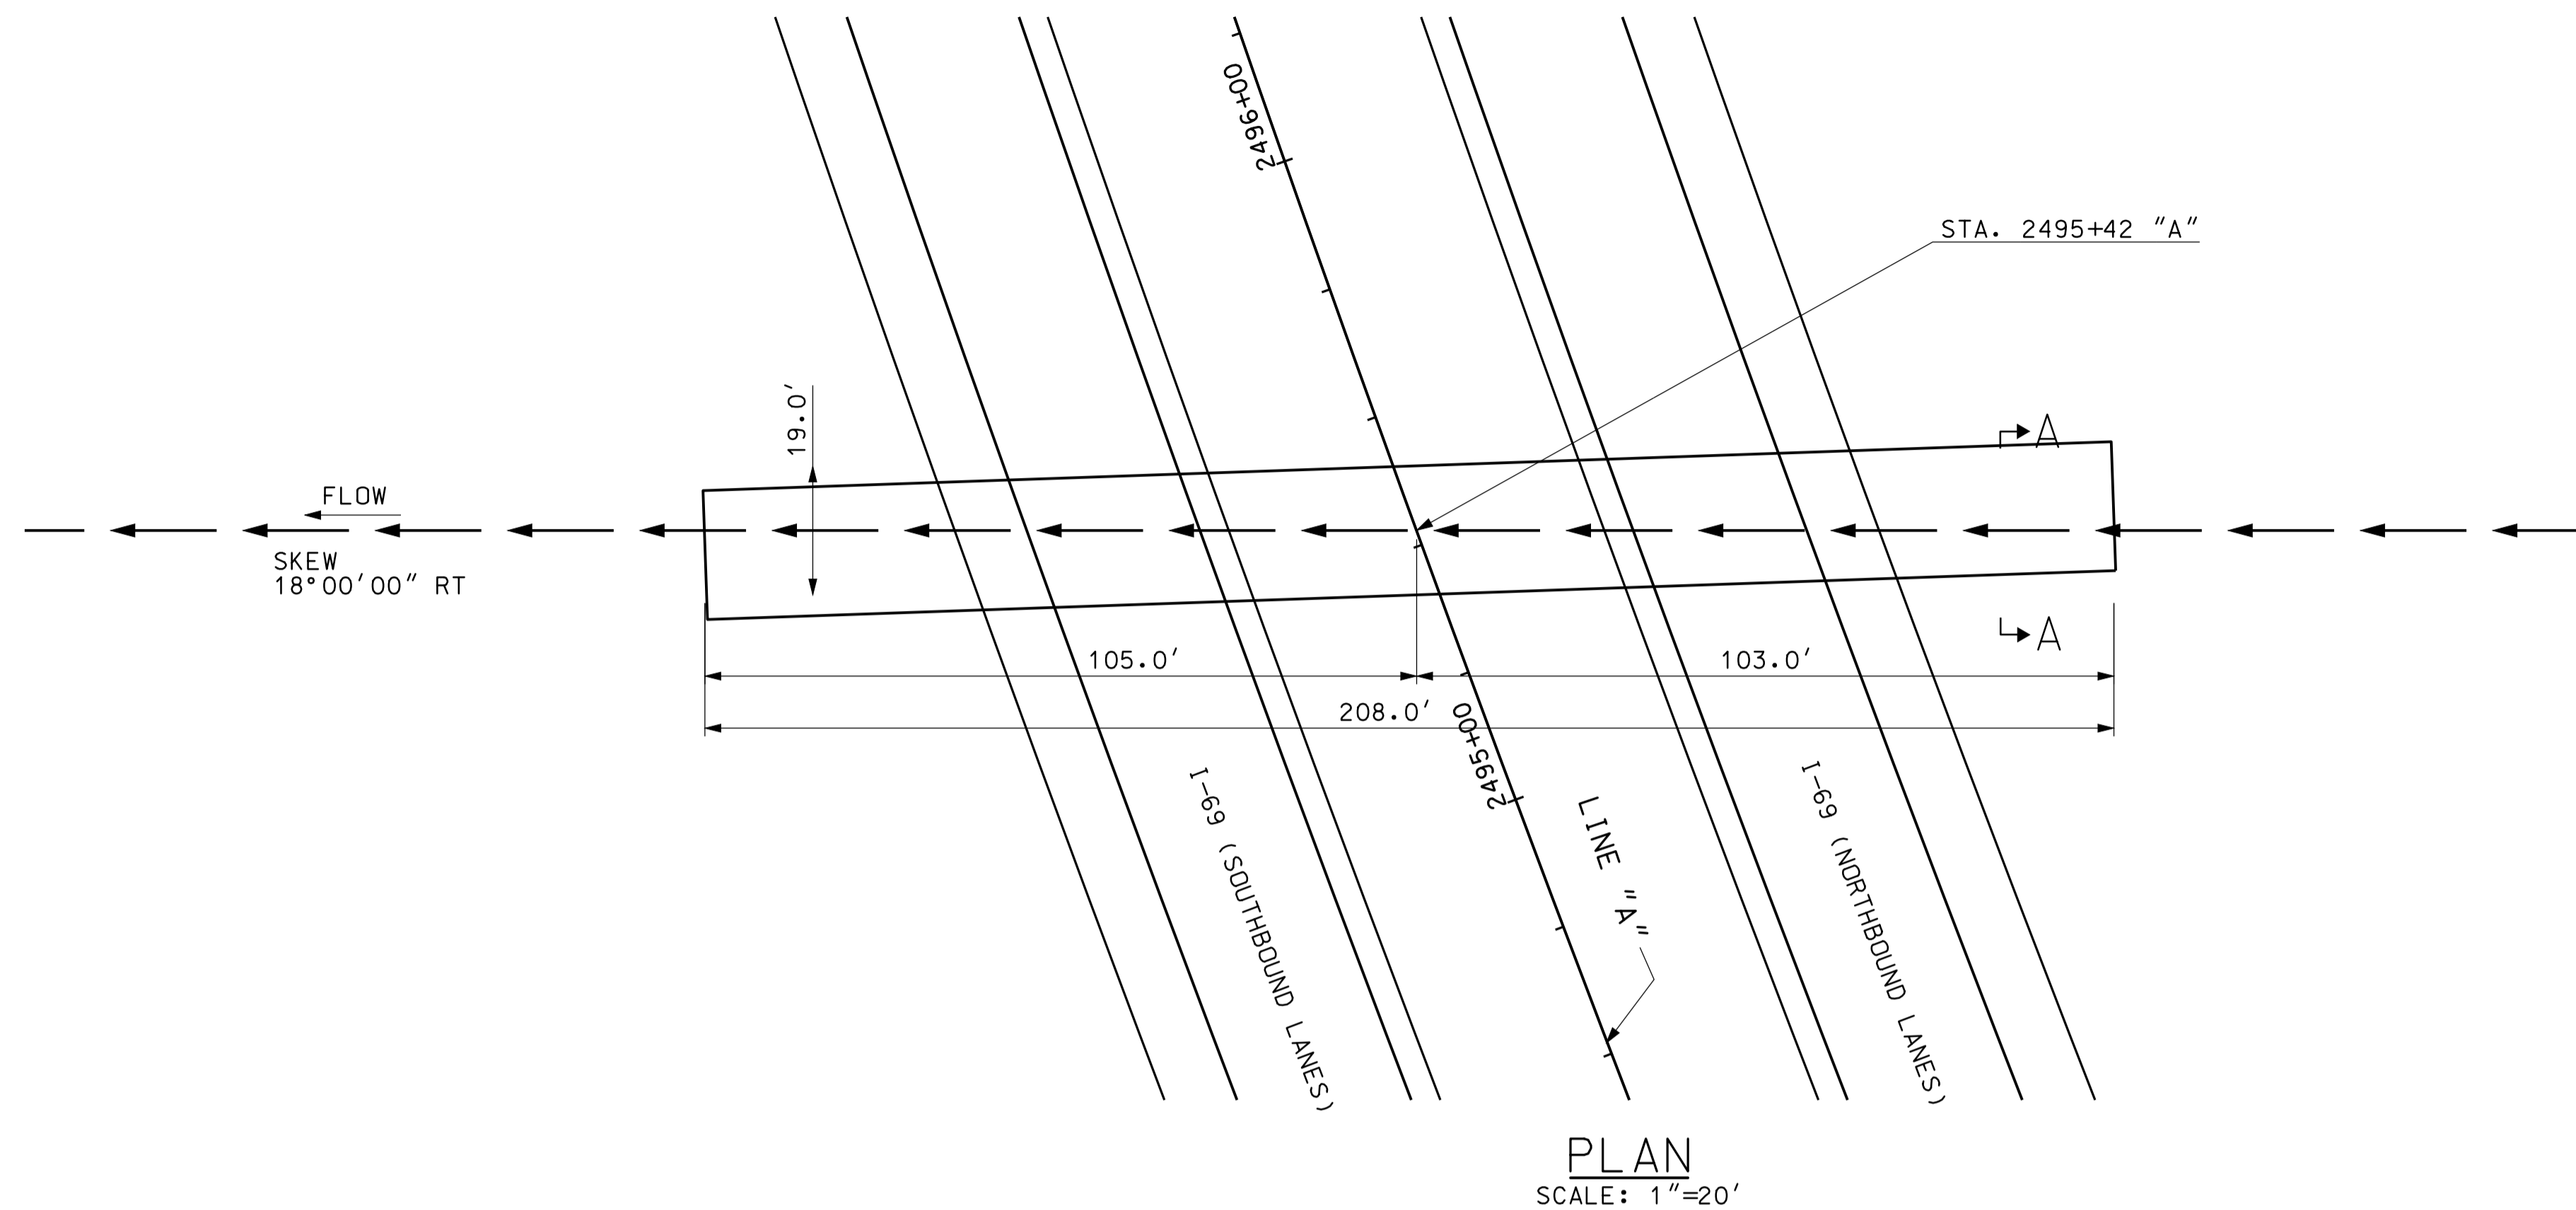 2496+00
STA. 2495+42 "A"
19.0'
A
FLOW
SKEW
18°00'00" RT
A
105.0'
103.0'
208.0'
2495+00
I-69 (SOUTHBOUND LANES)
LINE "A"
I-69 (NORTHBOUND LANES)
PLAN
SCALE: 1"=20'